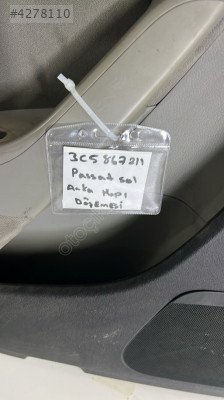 #4278110
3C5 867 211
Passat sol
Arka Kapı
Döşemesi